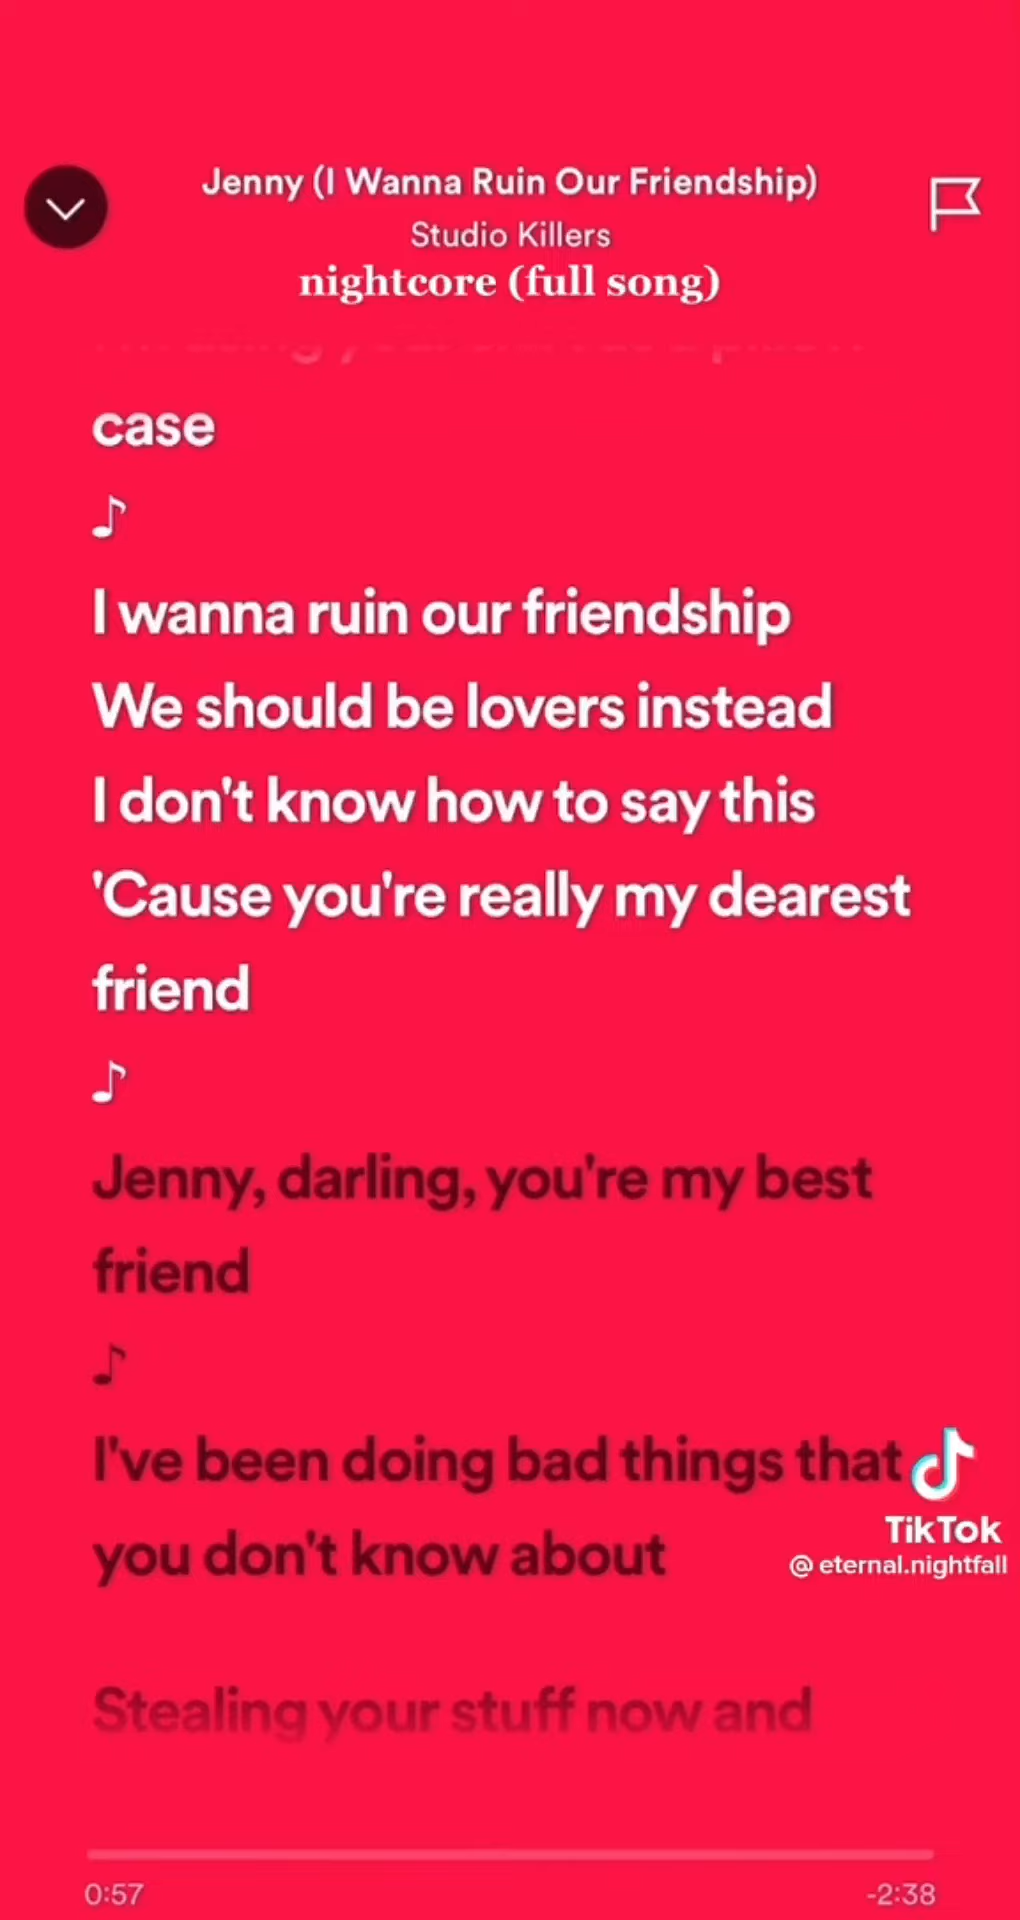 Jenny (I Wanna Ruin Our Friendship)
Studio Killers
nightcore (full song)
case
♪
I wanna ruin our friendship
We should be lovers instead
I don't know how to say this
'Cause you're really my dearest
friend
♪
Jenny, darling, you're my best
friend
♪
I've been doing bad things that
you don't know about
TikTok
@ eternal.nightfall
Stealing your stuff now and
0:57
-2:38